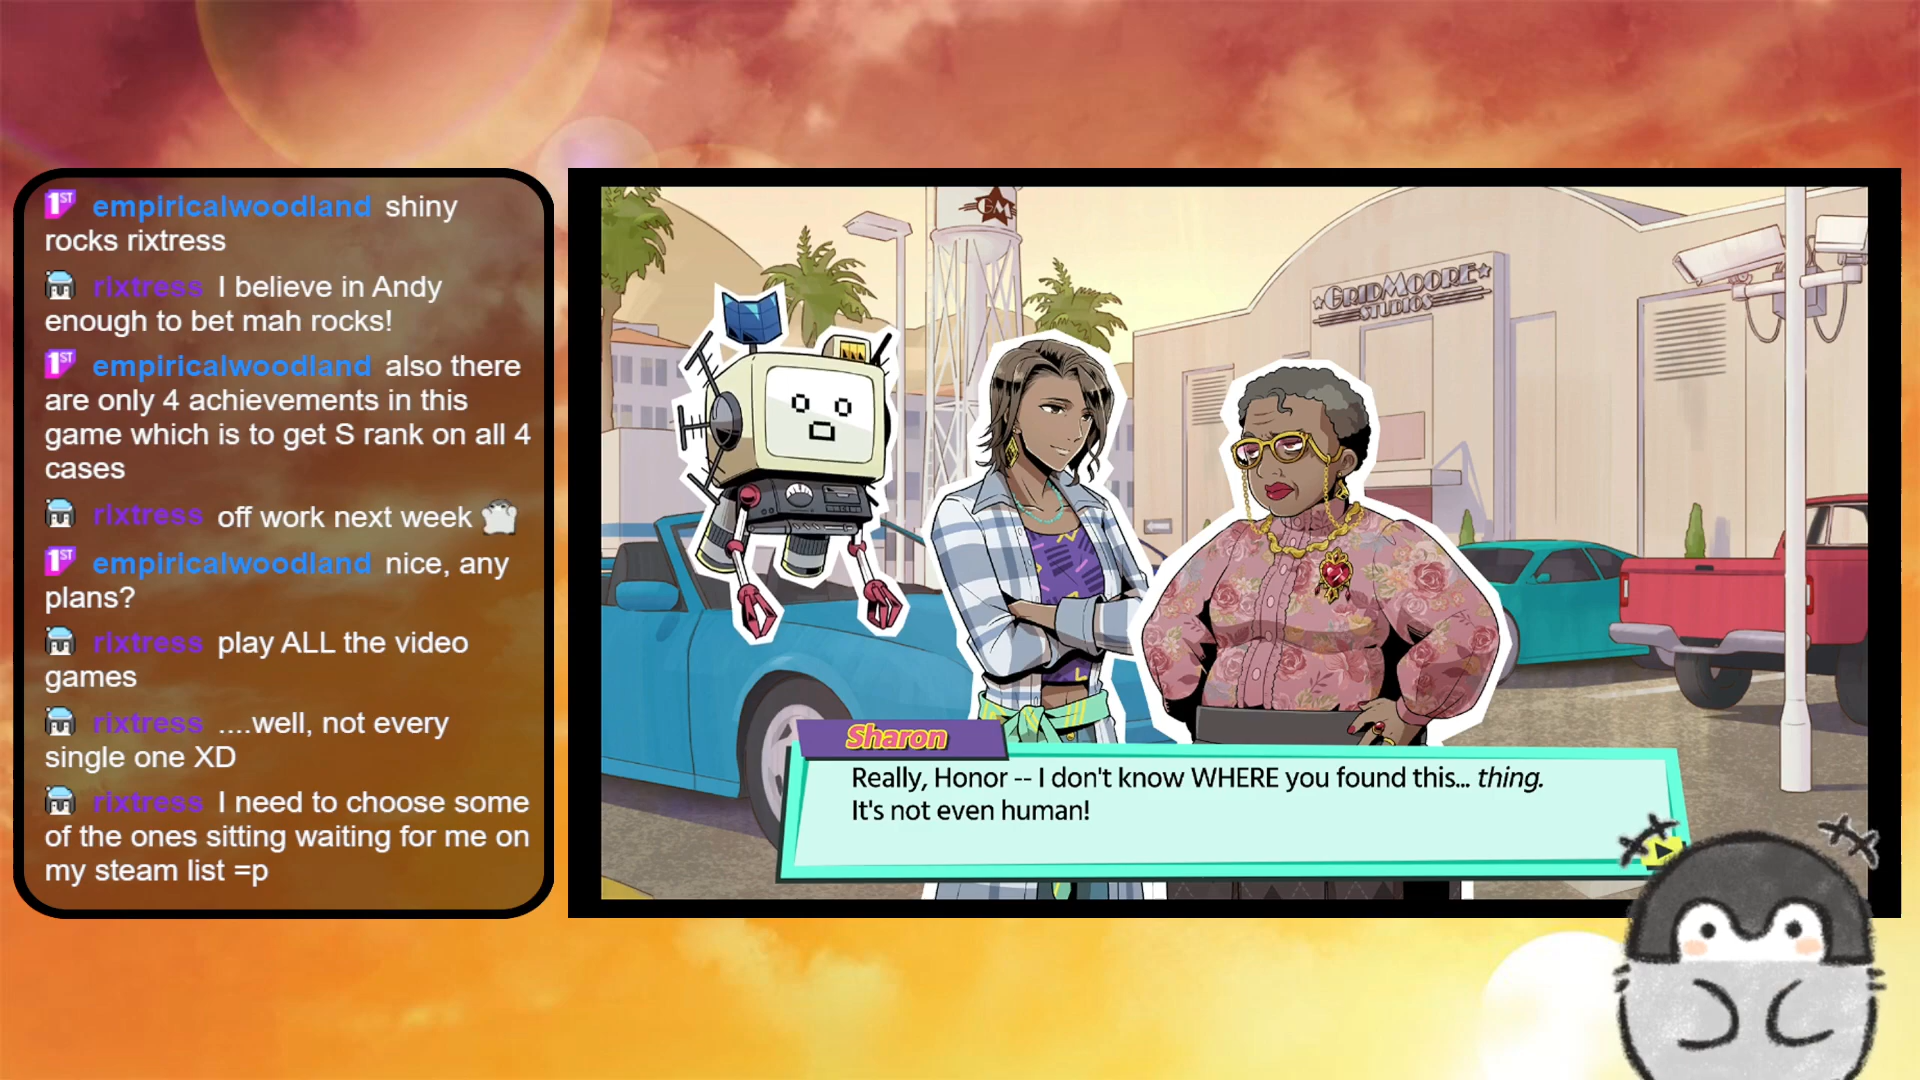 1ST empiricalwoodland shiny
rocks rixtress
rixtress I believe in Andy
enough to bet mah rocks!
1ST empiricalwoodland also there
are only 4 achievements in this
game which is to get S rank on all 4
cases
rixtress off work next week
1ST empiricalwoodland nice, any
plans?
rixtress play ALL the video
games
rixtress ....well, not every
single one XD
rixtress I need to choose some
of the ones sitting waiting for me on
my steam list =p
GM
GRIDMOORE
STUDIOS
Sharon
Really, Honor -- I don't know WHERE you found this... thing.
It's not even human!